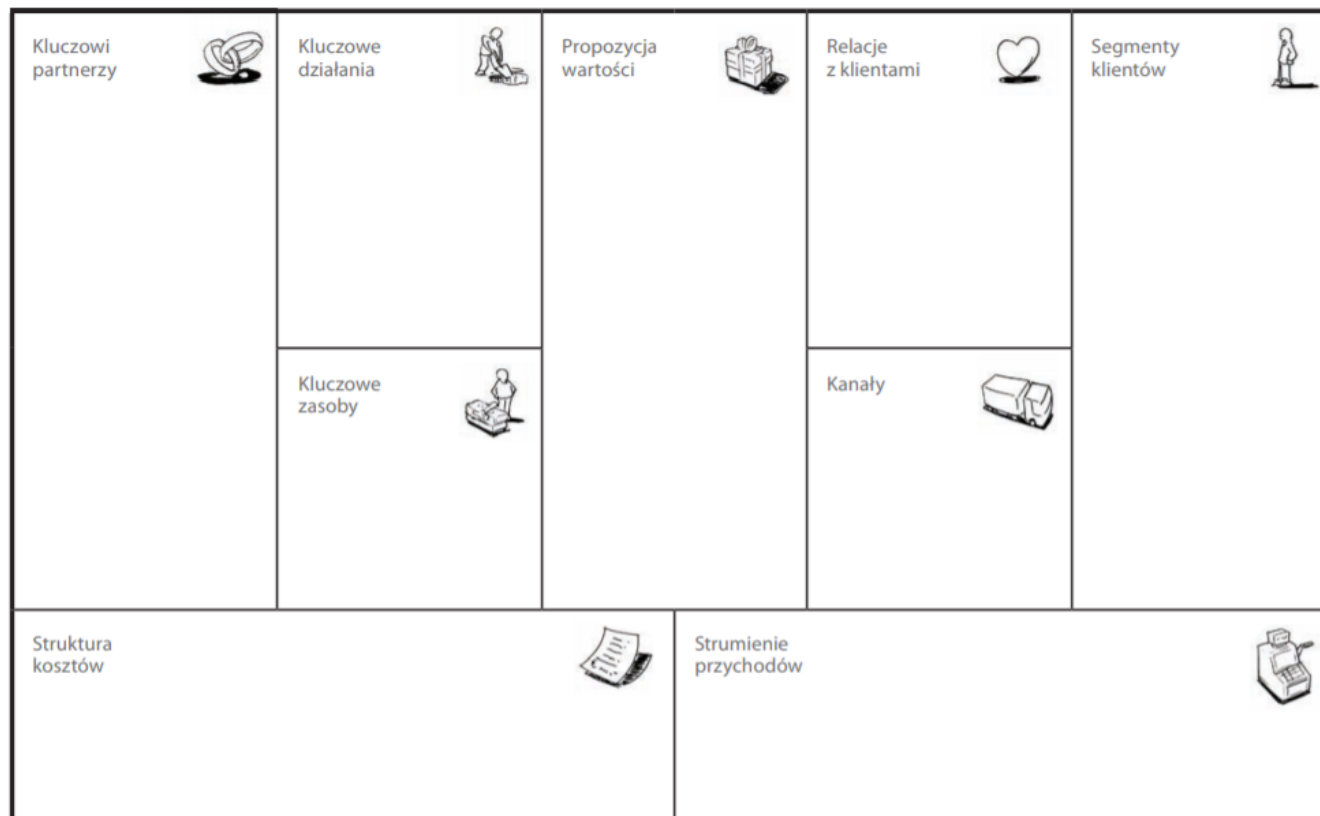 Kluczowi
partnerzy
Kluczowe
działania
Propozycja
wartości
Relacje
z klientami
Segmenty
klientów
Kluczowe
zasoby
Kanały
Struktura
kosztów
Strumienie
przychodów